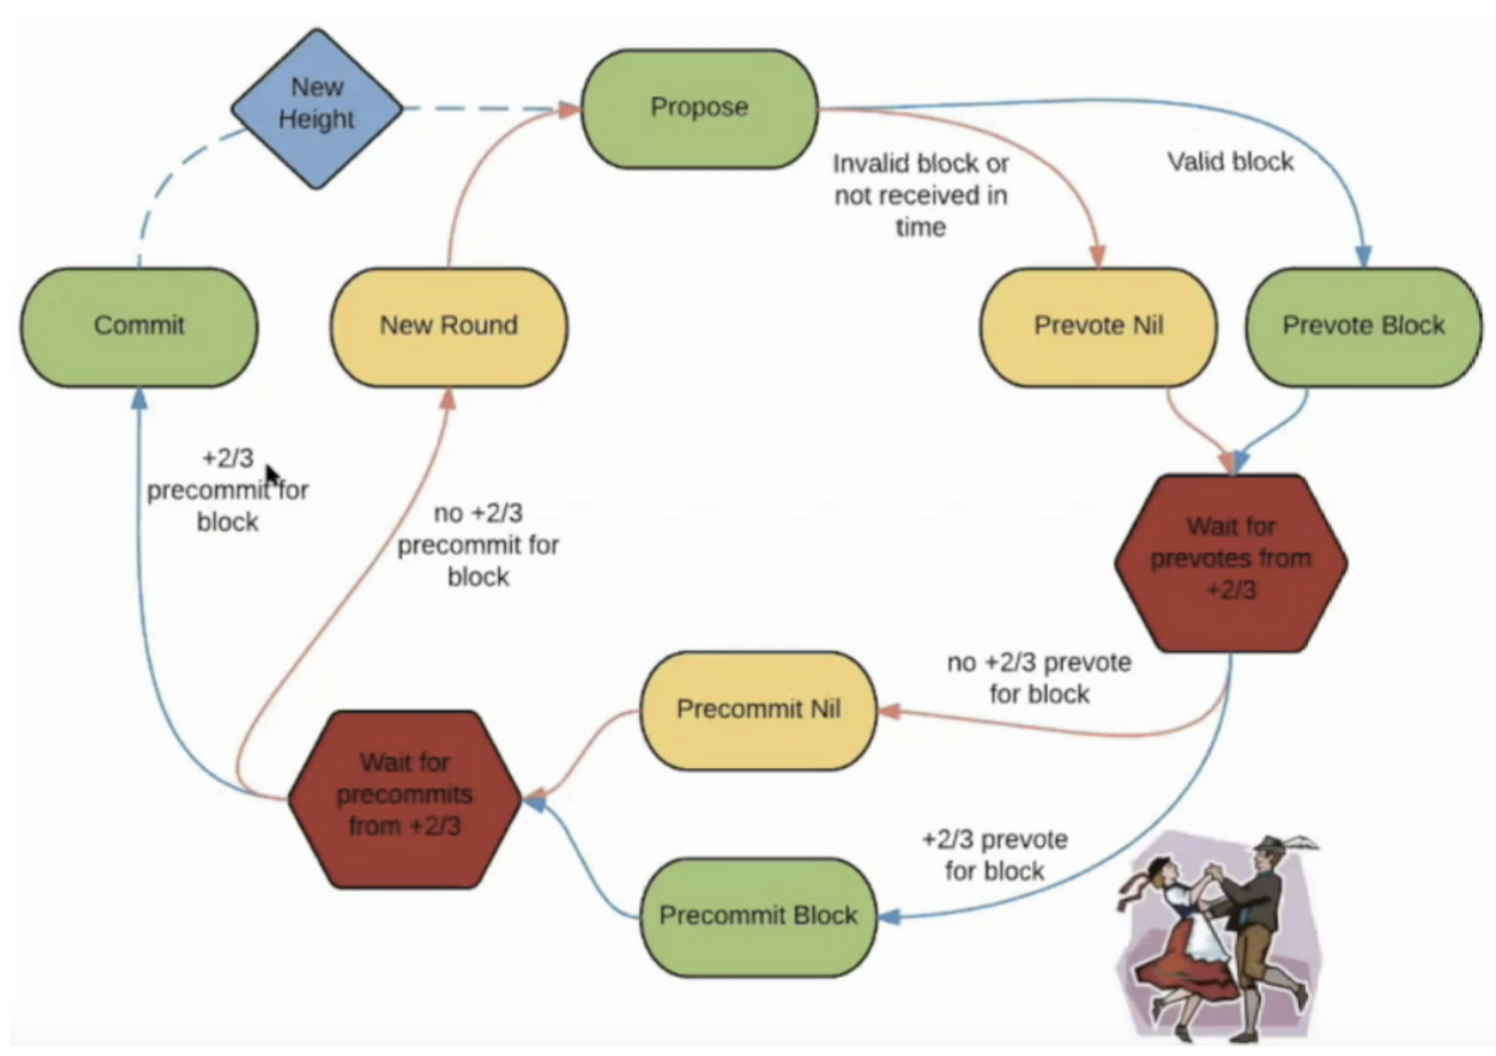 New
Height
Propose
Invalid block or
not received in
time
Valid block
Commit
New Round
Prevote Nil
Prevote Block
+2/3
precommit for
block
no +2/3
precommit for
block
Wait for
prevotes from
+2/3
no +2/3 prevote
for block
Precommit Nil
Wait for
precommits
from +2/3
+2/3 prevote
for block
Precommit Block